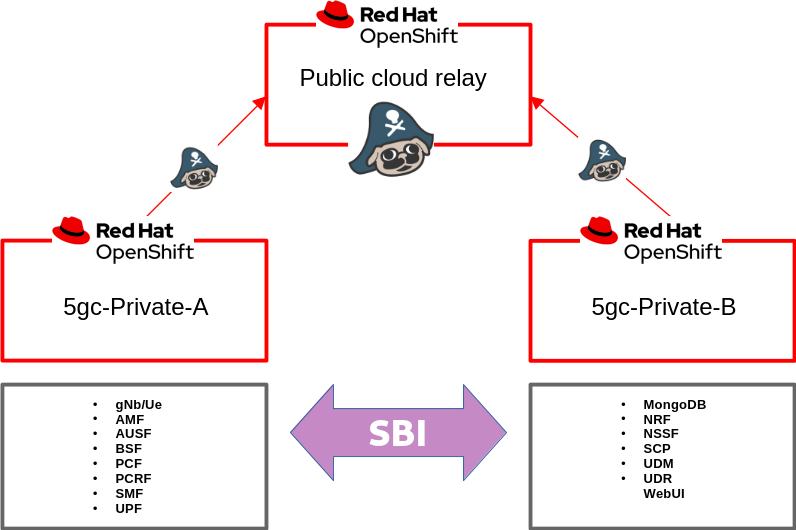 Red Hat
OpenShift
Public cloud relay
Red Hat
OpenShift
5gc-Private-A
Red Hat
OpenShift
5gc-Private-B
• gNb/Ue
• AMF
• AUSF
• BSF
• PCF
• PCRF
• SMF
• UPF
SBI
• MongoDB
• NRF
• NSSF
• SCP
• UDM
• UDR
WebUI